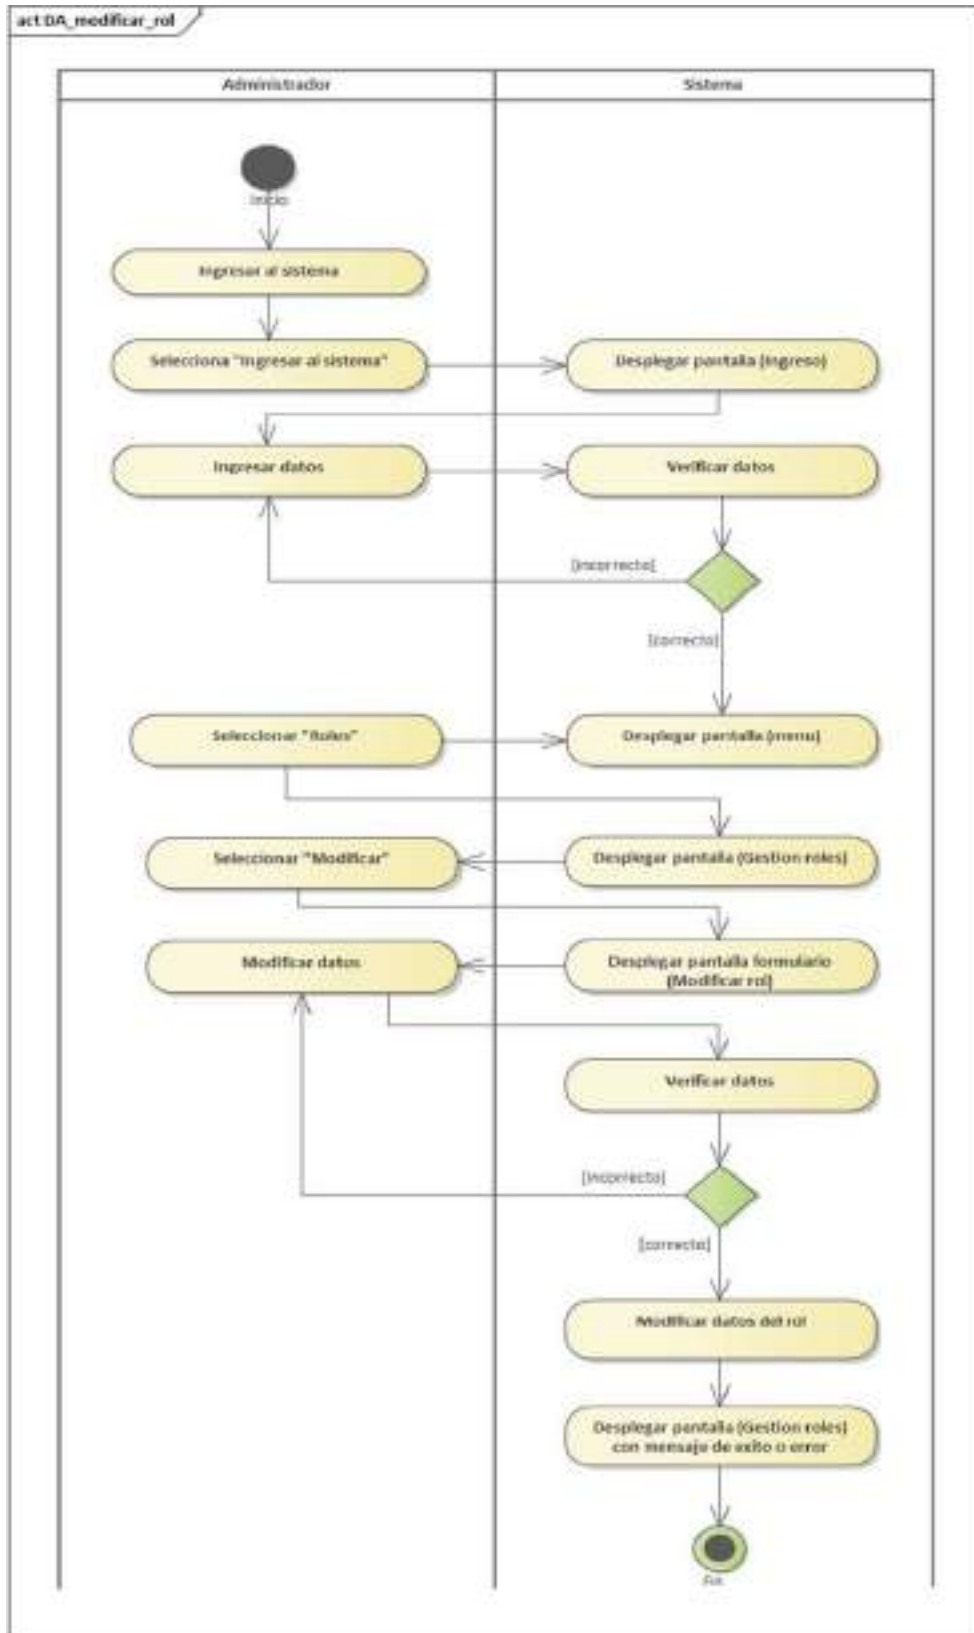 act DA_modificar_rol
Administrador
Sistema
Inicio
Ingresar al sistema
Selecciona "Ingresar al sistema"
Desplegar pantalla (Ingreso)
Ingresar datos
Verificar datos
[incorrecto]
[correcto]
Seleccionar "Roles"
Desplegar pantalla (menu)
Seleccionar "Modificar"
Desplegar pantalla (Gestion roles)
Modificar datos
Desplegar pantalla formulario
(Modificar rol)
Verificar datos
[Incorrecto]
[correcto]
Modificar datos del rol
Desplegar pantalla (Gestion roles)
con mensaje de exito o error
Fin